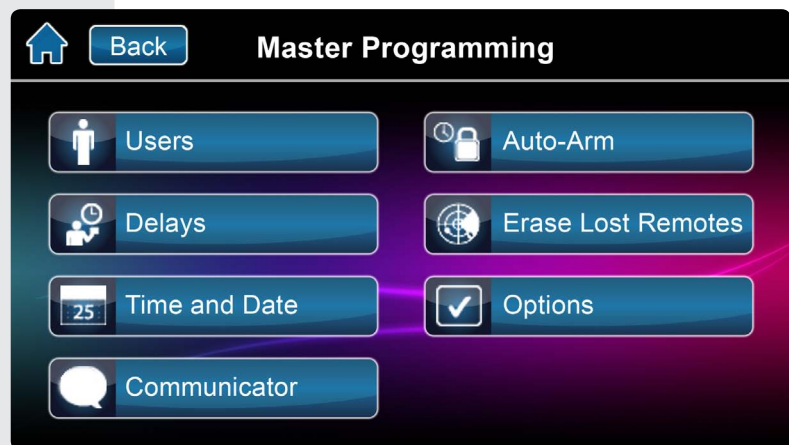 Back
Master Programming
Users
Auto-Arm
Delays
Erase Lost Remotes
25
Time and Date
Options
Communicator